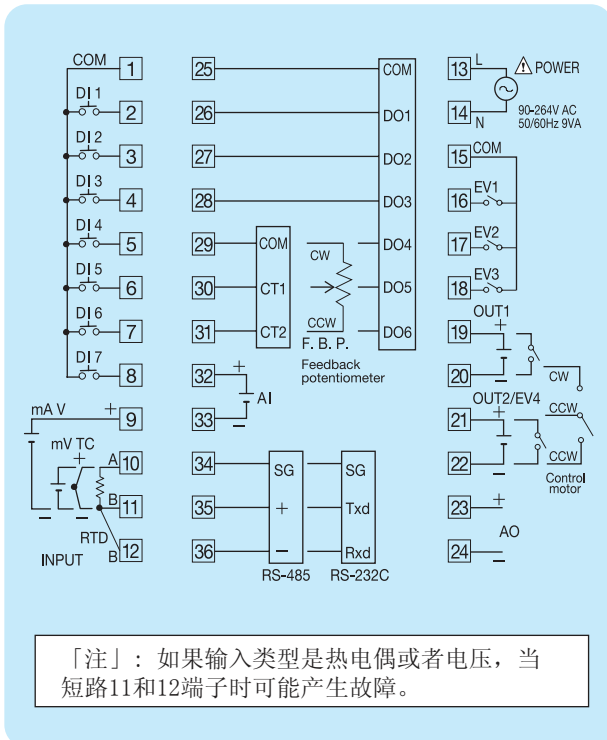 COM 1 25 COM 13 L ⚠ POWER
DI 1 2 26 DO1 14 N 90-264V AC
50/60Hz 9VA
DI 2 3 27 DO2 15 COM
DI 3 4 28 DO3 16 EV1
DI 4 5 29 COM CW DO4 17 EV2
DI 5 6 30 CT1 DO5 18 EV3
DI 6 7 31 CT2 CCW DO6 19 OUT1 +
F. B. P.
Feedback
potentiometer
DI 7 8 32 + 20 − CW
AI
mA V + 9 33 − 21 OUT2/EV4 + CCW
mV TC + A 10 34 SG SG 22 − CCW
Control
motor
B 11 35 + Txd 23 +
AO
RTD B 12 36 − Rxd 24 −
INPUT RS-485 RS-232C
「注」: 如果输入类型是热电偶或者电压，当
短路11和12端子时可能产生故障。